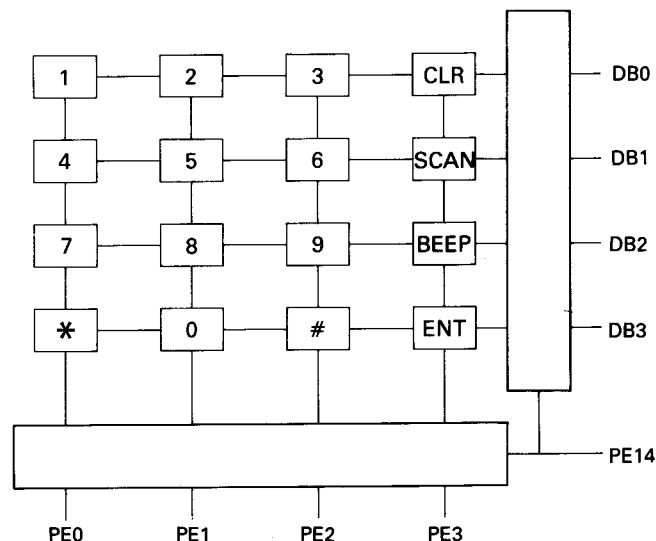 1 2 3 CLR DB0
4 5 6 SCAN DB1
7 8 9 BEEP DB2
* 0 # ENT DB3
PE14
PE0 PE1 PE2 PE3